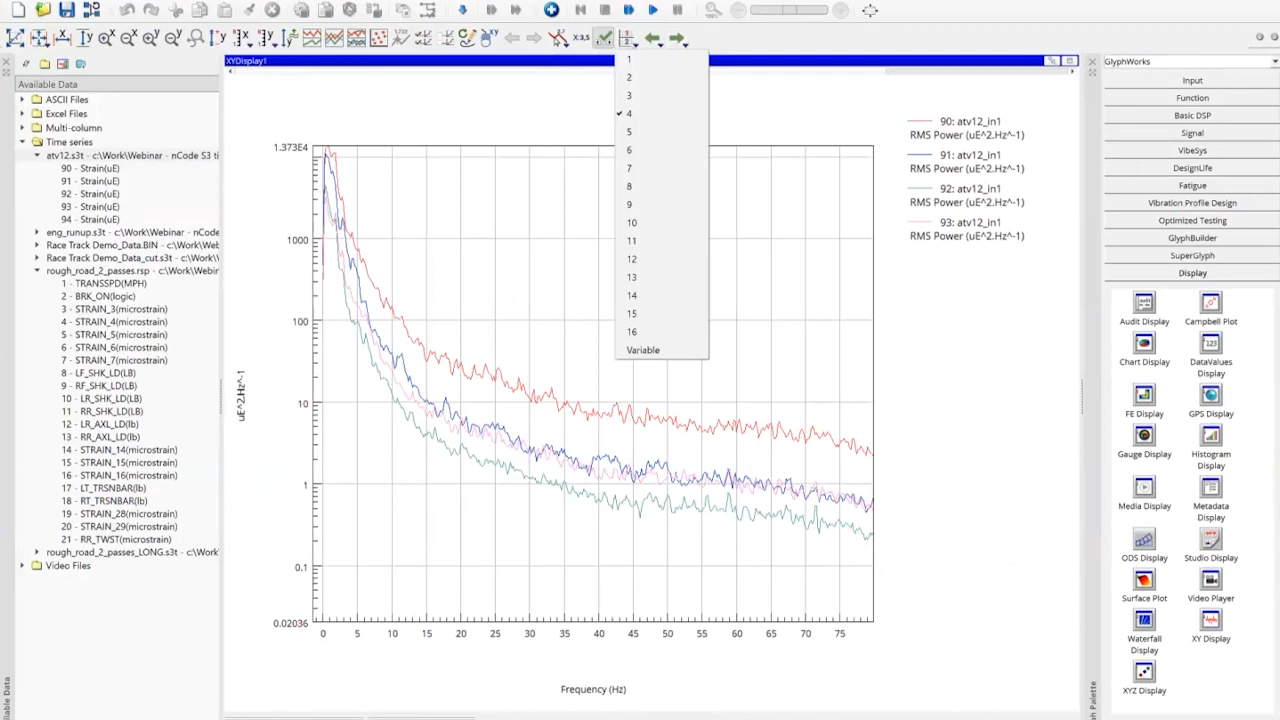 X:3,5
XYDisplay1
GlyphWorks
Available Data
ASCII Files
Excel Files
Multi-column
Time series
atv12.s3t - c:\Work\Webinar - nCode S3 ti
90 - Strain(uE)
91 - Strain(uE)
92 - Strain(uE)
93 - Strain(uE)
94 - Strain(uE)
eng_runup.s3t - c:\Work\Webinar - nCode
Race Track Demo_Data.BIN - c:\Work\Web
Race Track Demo_Data_cut.s3t - c:\Work\
rough_road_2_passes.rsp - c:\Work\Webin
1 - TRANSSPD(MPH)
2 - BRK_ON(logic)
3 - STRAIN_3(microstrain)
4 - STRAIN_4(microstrain)
5 - STRAIN_5(microstrain)
6 - STRAIN_6(microstrain)
7 - STRAIN_7(microstrain)
8 - LF_SHK_LD(LB)
9 - RF_SHK_LD(LB)
10 - LR_SHK_LD(LB)
11 - RR_SHK_LD(LB)
12 - LR_AXL_LD(lb)
13 - RR_AXL_LD(lb)
14 - STRAIN_14(microstrain)
15 - STRAIN_15(microstrain)
16 - STRAIN_16(microstrain)
17 - LT_TRSNBAR(lb)
18 - RT_TRSNBAR(lb)
19 - STRAIN_28(microstrain)
20 - STRAIN_29(microstrain)
21 - RR_TWST(microstrain)
rough_road_2_passes_LONG.s3t - c:\Work
Video Files
1
2
3
4
5
6
7
8
9
10
11
12
13
14
15
16
Variable
90: atv12_in1
RMS Power (uE^2.Hz^-1)
91: atv12_in1
RMS Power (uE^2.Hz^-1)
92: atv12_in1
RMS Power (uE^2.Hz^-1)
93: atv12_in1
RMS Power (uE^2.Hz^-1)
1.373E4
1000
100
10
1
0.1
0.02036
uE^2.Hz^-1
0 5 10 15 20 25 30 35 40 45 50 55 60 65 70 75
Frequency (Hz)
Input
Function
Basic DSP
Signal
VibeSys
DesignLife
Fatigue
Vibration Profile Design
Optimized Testing
GlyphBuilder
SuperGlyph
Display
Audit Display
Campbell Plot
Chart Display
DataValues
Display
FE Display
GPS Display
Gauge Display
Histogram
Display
Media Display
Metadata
Display
ODS Display
Studio Display
Surface Plot
Video Player
Waterfall
Display
XY Display
XYZ Display
ilable Data
ph Palette